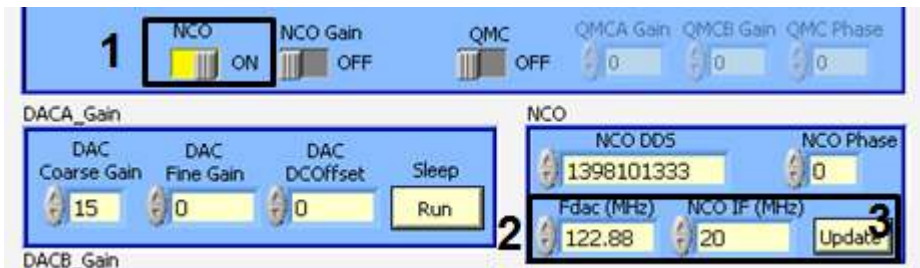 1
NCO
ON
NCO Gain
OFF
QMC
OFF
QMCA Gain
0
QMCB Gain
0
QMC Phase
0
DACA_Gain
DAC
Coarse Gain
15
DAC
Fine Gain
0
DAC
DCOffset
0
Sleep
Run
NCO
NCO DDS
1398101333
NCO Phase
0
2
Fdac (MHz)
122.88
NCO IF (MHz)
20
3
Update
DACB_Gain